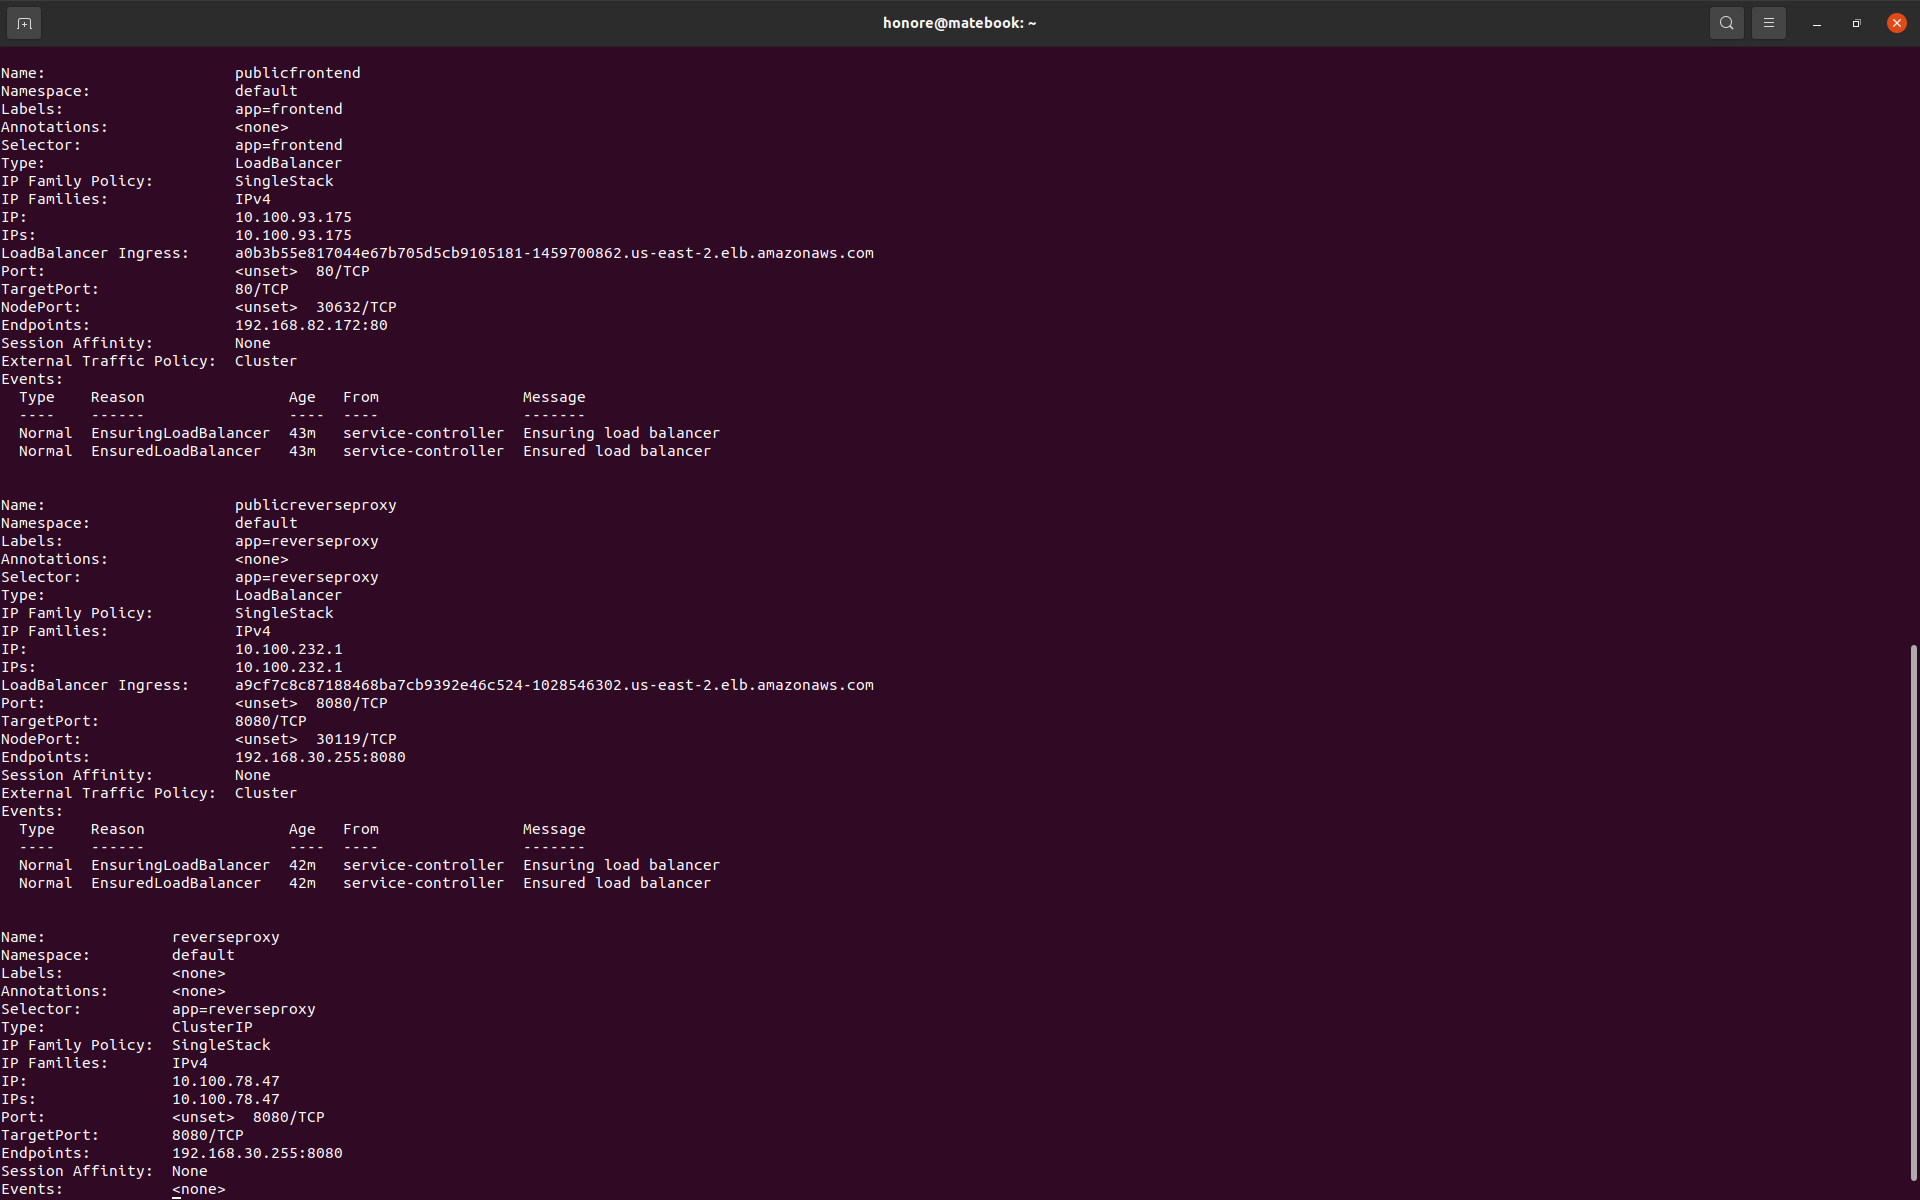 honore@matebook: ~
Name: publicfrontend
Namespace: default
Labels: app=frontend
Annotations: <none>
Selector: app=frontend
Type: LoadBalancer
IP Family Policy: SingleStack
IP Families: IPv4
IP: 10.100.93.175
IPs: 10.100.93.175
LoadBalancer Ingress: a0b3b55e817044e67b705d5cb9105181-1459700862.us-east-2.elb.amazonaws.com
Port: <unset> 80/TCP
TargetPort: 80/TCP
NodePort: <unset> 30632/TCP
Endpoints: 192.168.82.172:80
Session Affinity: None
External Traffic Policy: Cluster
Events:
Type Reason Age From Message
---- ------ ---- ---- -------
Normal EnsuringLoadBalancer 43m service-controller Ensuring load balancer
Normal EnsuredLoadBalancer 43m service-controller Ensured load balancer
Name: publicreverseproxy
Namespace: default
Labels: app=reverseproxy
Annotations: <none>
Selector: app=reverseproxy
Type: LoadBalancer
IP Family Policy: SingleStack
IP Families: IPv4
IP: 10.100.232.1
IPs: 10.100.232.1
LoadBalancer Ingress: a9cf7c8c87188468ba7cb9392e46c524-1028546302.us-east-2.elb.amazonaws.com
Port: <unset> 8080/TCP
TargetPort: 8080/TCP
NodePort: <unset> 30119/TCP
Endpoints: 192.168.30.255:8080
Session Affinity: None
External Traffic Policy: Cluster
Events:
Type Reason Age From Message
---- ------ ---- ---- -------
Normal EnsuringLoadBalancer 42m service-controller Ensuring load balancer
Normal EnsuredLoadBalancer 42m service-controller Ensured load balancer
Name: reverseproxy
Namespace: default
Labels: <none>
Annotations: <none>
Selector: app=reverseproxy
Type: ClusterIP
IP Family Policy: SingleStack
IP Families: IPv4
IP: 10.100.78.47
IPs: 10.100.78.47
Port: <unset> 8080/TCP
TargetPort: 8080/TCP
Endpoints: 192.168.30.255:8080
Session Affinity: None
Events: <none>